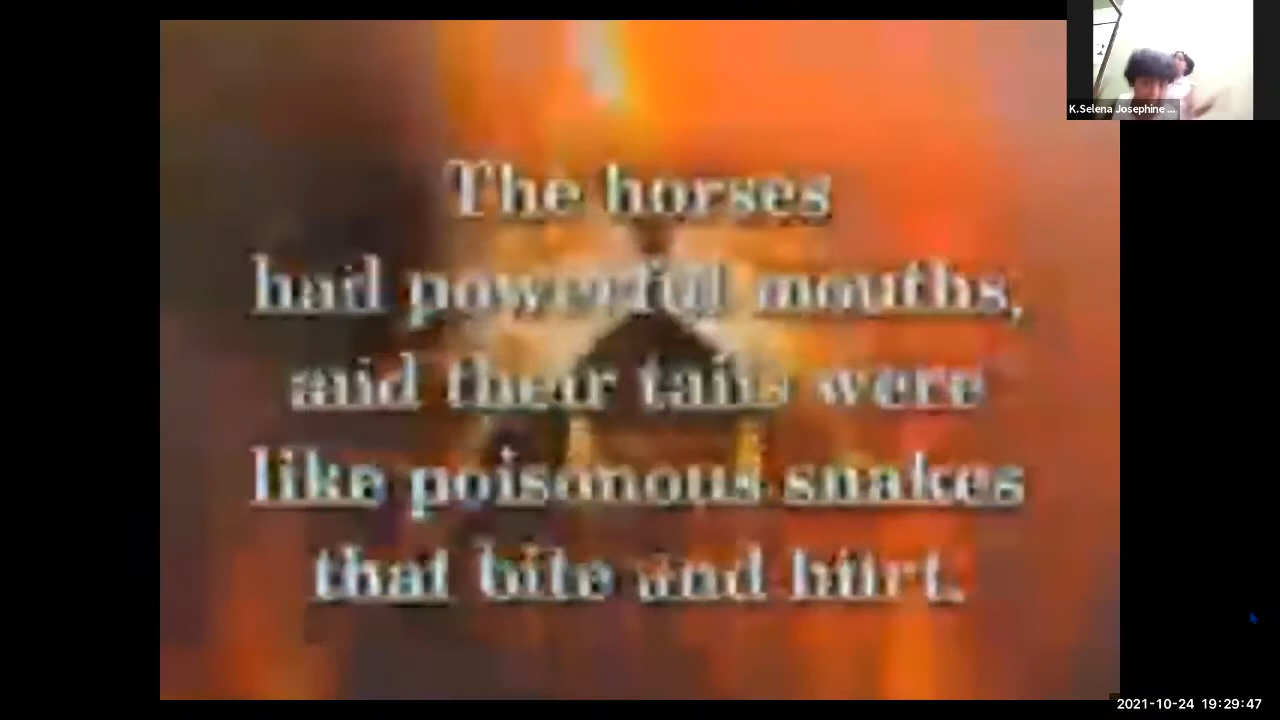 K.Selena Josephine ...
The horses
had powerful mouths,
and their tails were
like poisonous snakes
that bite and hurt.
2021-10-24 19:29:47